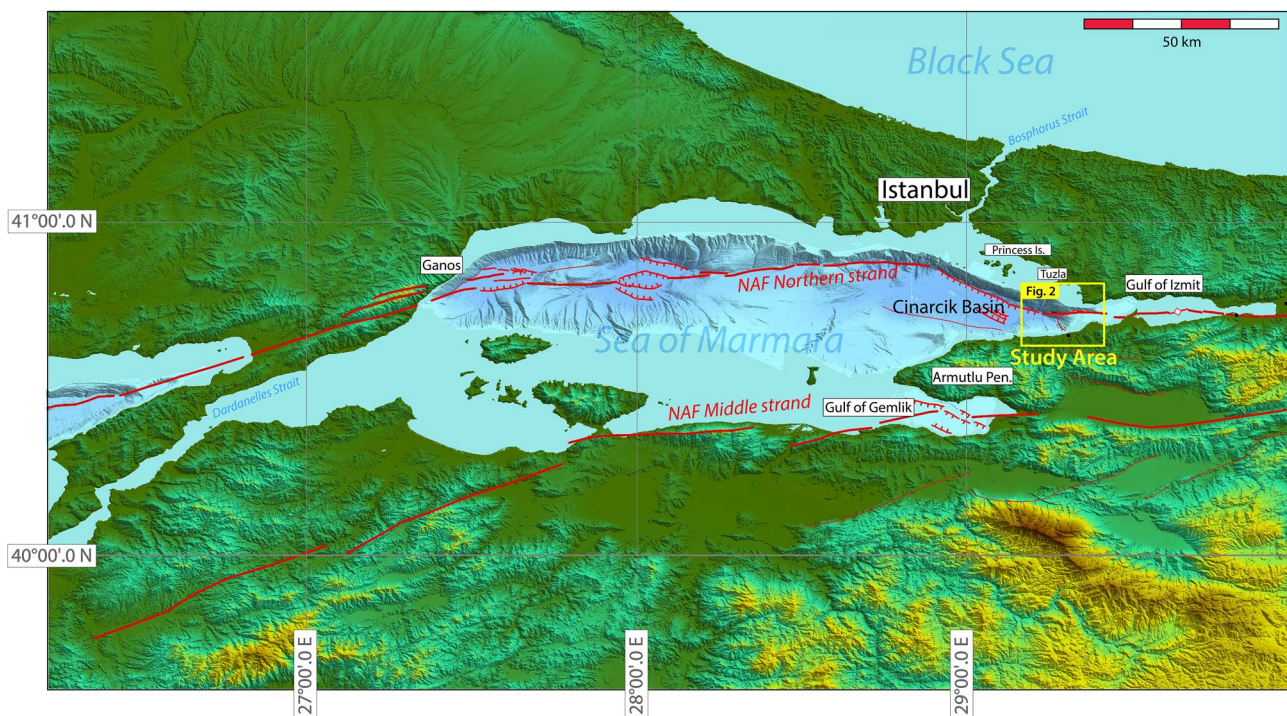 50 km
Black Sea
Bosphorus Strait
Istanbul
41°00'.0 N
Princess Is.
Ganos
Tuzla
NAF Northern strand
Fig. 2
Gulf of Izmit
Cinarcik Basin
Sea of Marmara
Study Area
Armutlu Pen.
Dardanelles Strait
NAF Middle strand
Gulf of Gemlik
40°00'.0 N
27°00'.0 E
28°00'.0 E
29°00'.0 E